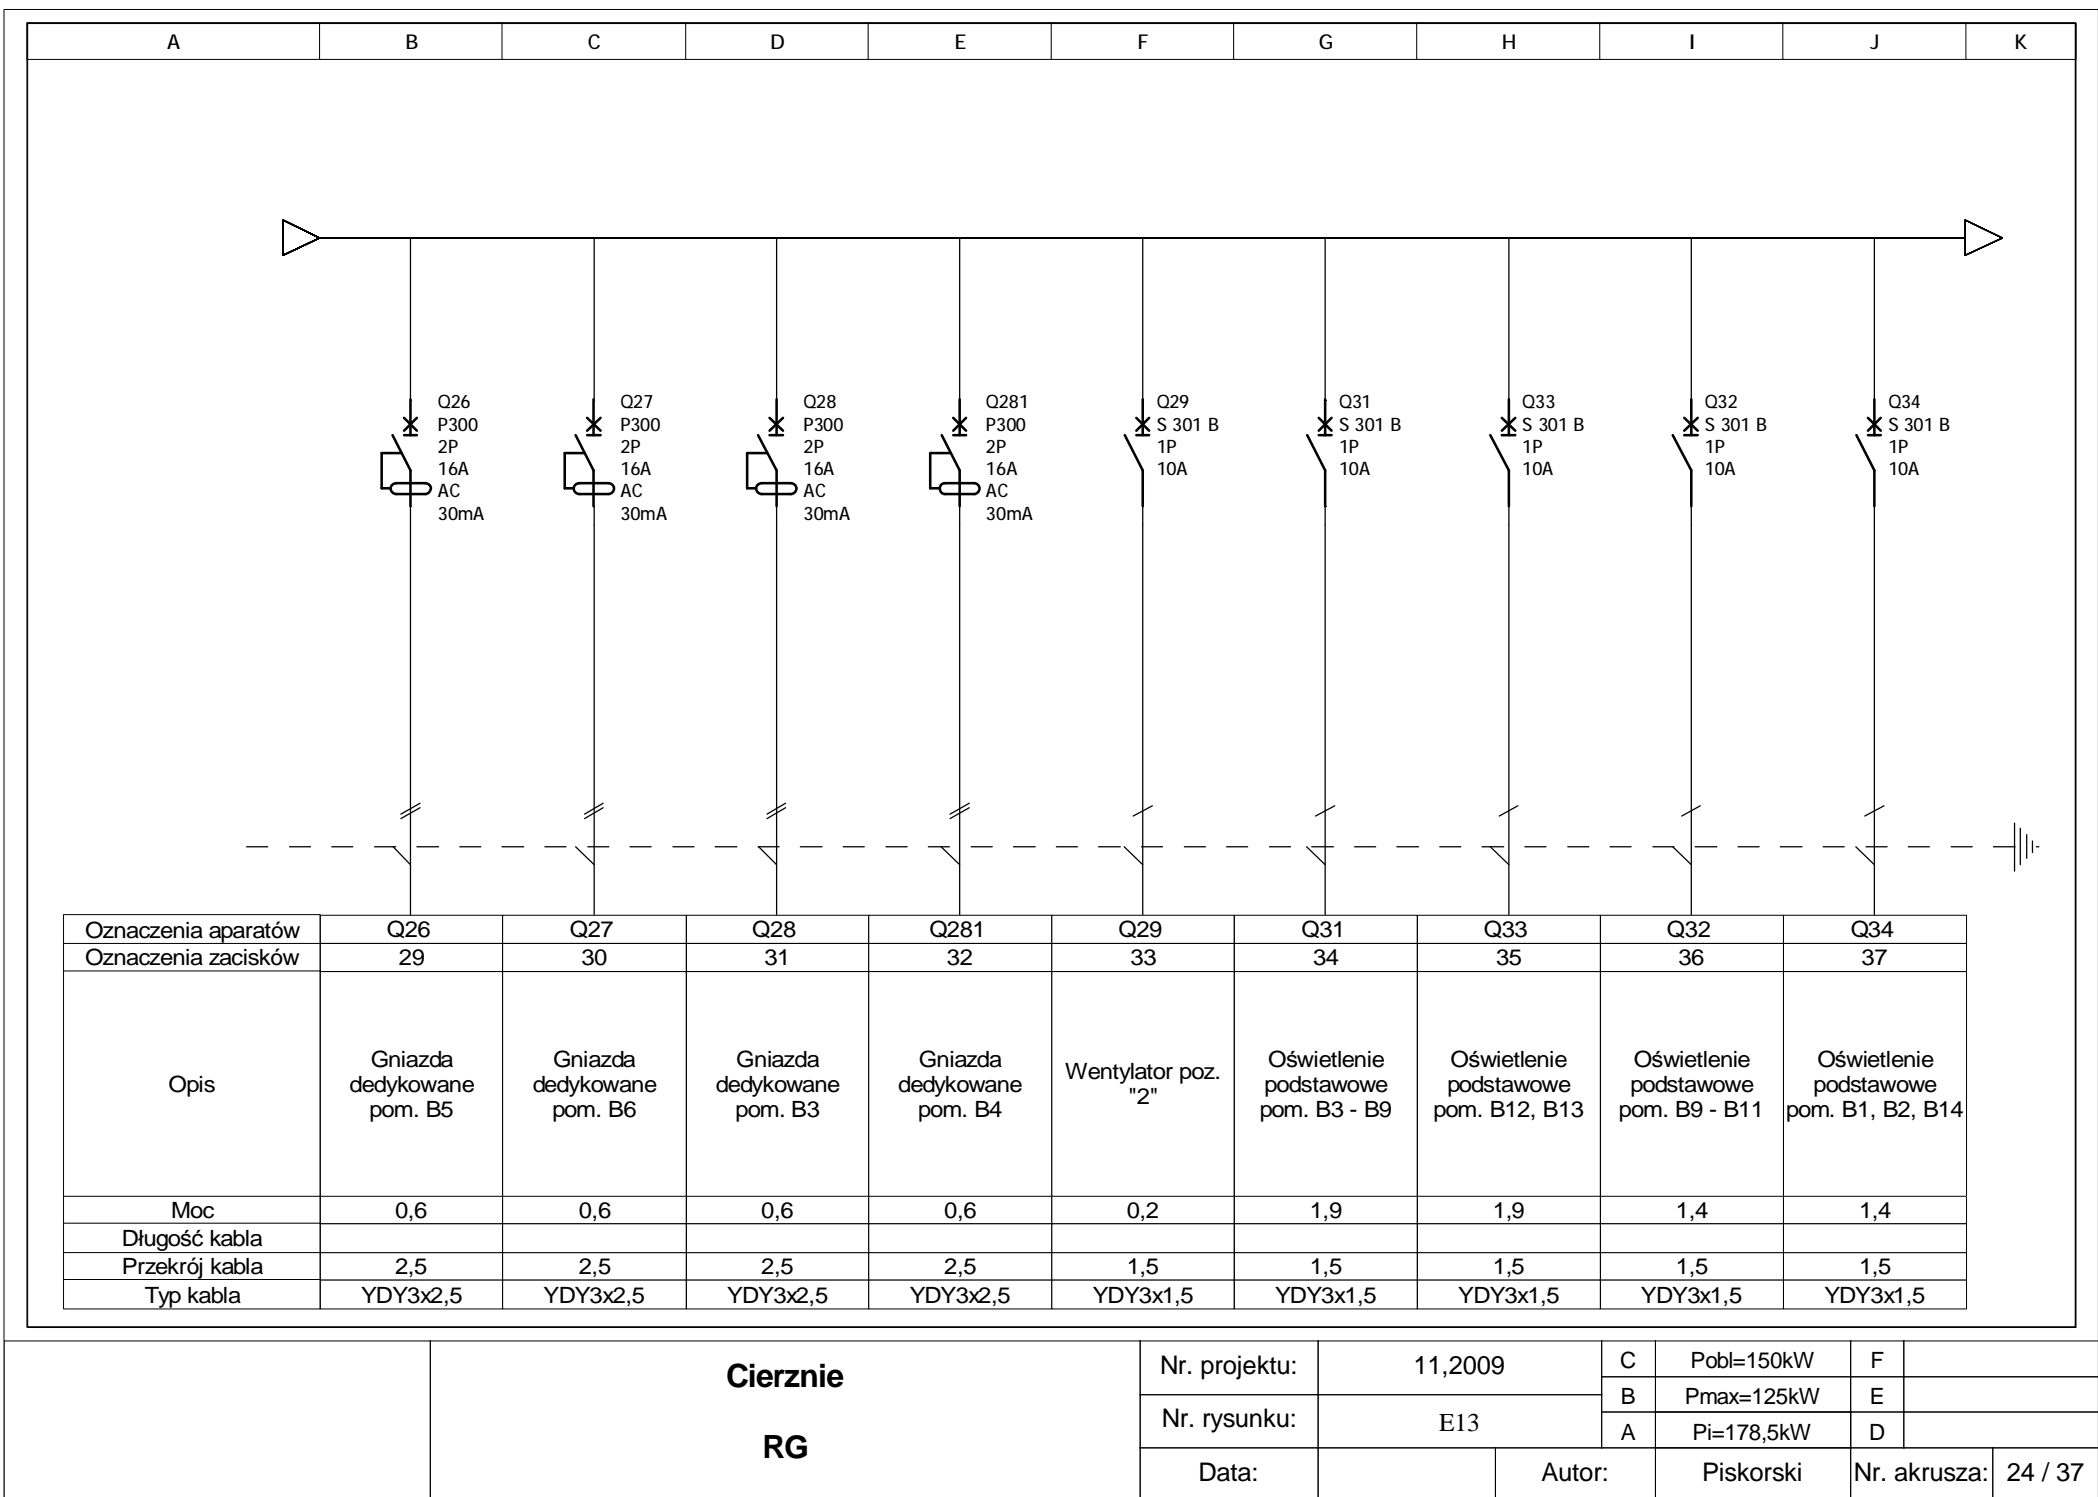 A B C D E F G H I J K
Q26 Q27 Q28 Q281 Q29 Q31 Q33 Q32 Q34
P300 P300 P300 P300 S 301 B S 301 B S 301 B S 301 B S 301 B
2P 2P 2P 2P 1P 1P 1P 1P 1P
16A 16A 16A 16A 10A 10A 10A 10A 10A
AC AC AC AC
30mA 30mA 30mA 30mA
Oznaczenia aparatów Q26 Q27 Q28 Q281 Q29 Q31 Q33 Q32 Q34
Oznaczenia zacisków 29 30 31 32 33 34 35 36 37
Opis
Gniazda
dedykowane
pom. B5
Gniazda
dedykowane
pom. B6
Gniazda
dedykowane
pom. B3
Gniazda
dedykowane
pom. B4
Wentylator poz.
"2"
Oświetlenie
podstawowe
pom. B3 - B9
Oświetlenie
podstawowe
pom. B12, B13
Oświetlenie
podstawowe
pom. B9 - B11
Oświetlenie
podstawowe
pom. B1, B2, B14
Moc 0,6 0,6 0,6 0,6 0,2 1,9 1,9 1,4 1,4
Długość kabla
Przekrój kabla 2,5 2,5 2,5 2,5 1,5 1,5 1,5 1,5 1,5
Typ kabla YDY3x2,5 YDY3x2,5 YDY3x2,5 YDY3x2,5 YDY3x1,5 YDY3x1,5 YDY3x1,5 YDY3x1,5 YDY3x1,5
Cierznie
RG
Nr. projektu: 11,2009
Nr. rysunku: E13
C Pobl=150kW F
B Pmax=125kW E
A Pi=178,5kW D
Data: Autor: Piskorski Nr. akrusza: 24 / 37